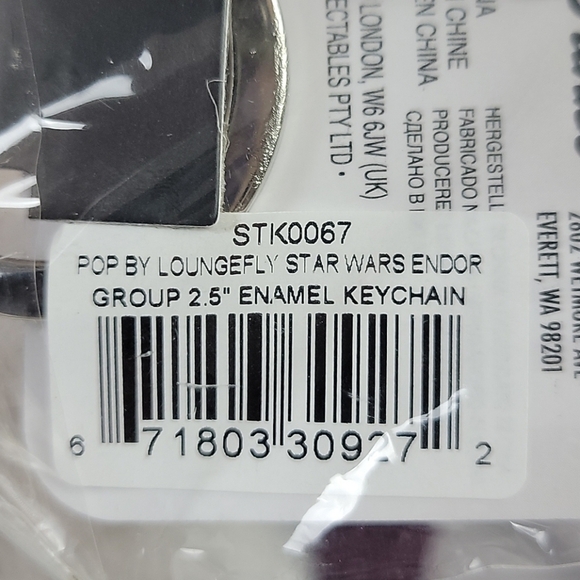 STK0067
POP BY LOUNGEFLY STAR WARS ENDOR
GROUP 2.5" ENAMEL KEYCHAIN
6 71803 30927 2
LONDON, W6 6JW (UK)
ECTABLES PTY LTD •
CHINE
EN CHINA
HERGESTELL
FABRICADO
PRODUCERE
СДЕЛАНО В
EVERETT, WA 98201